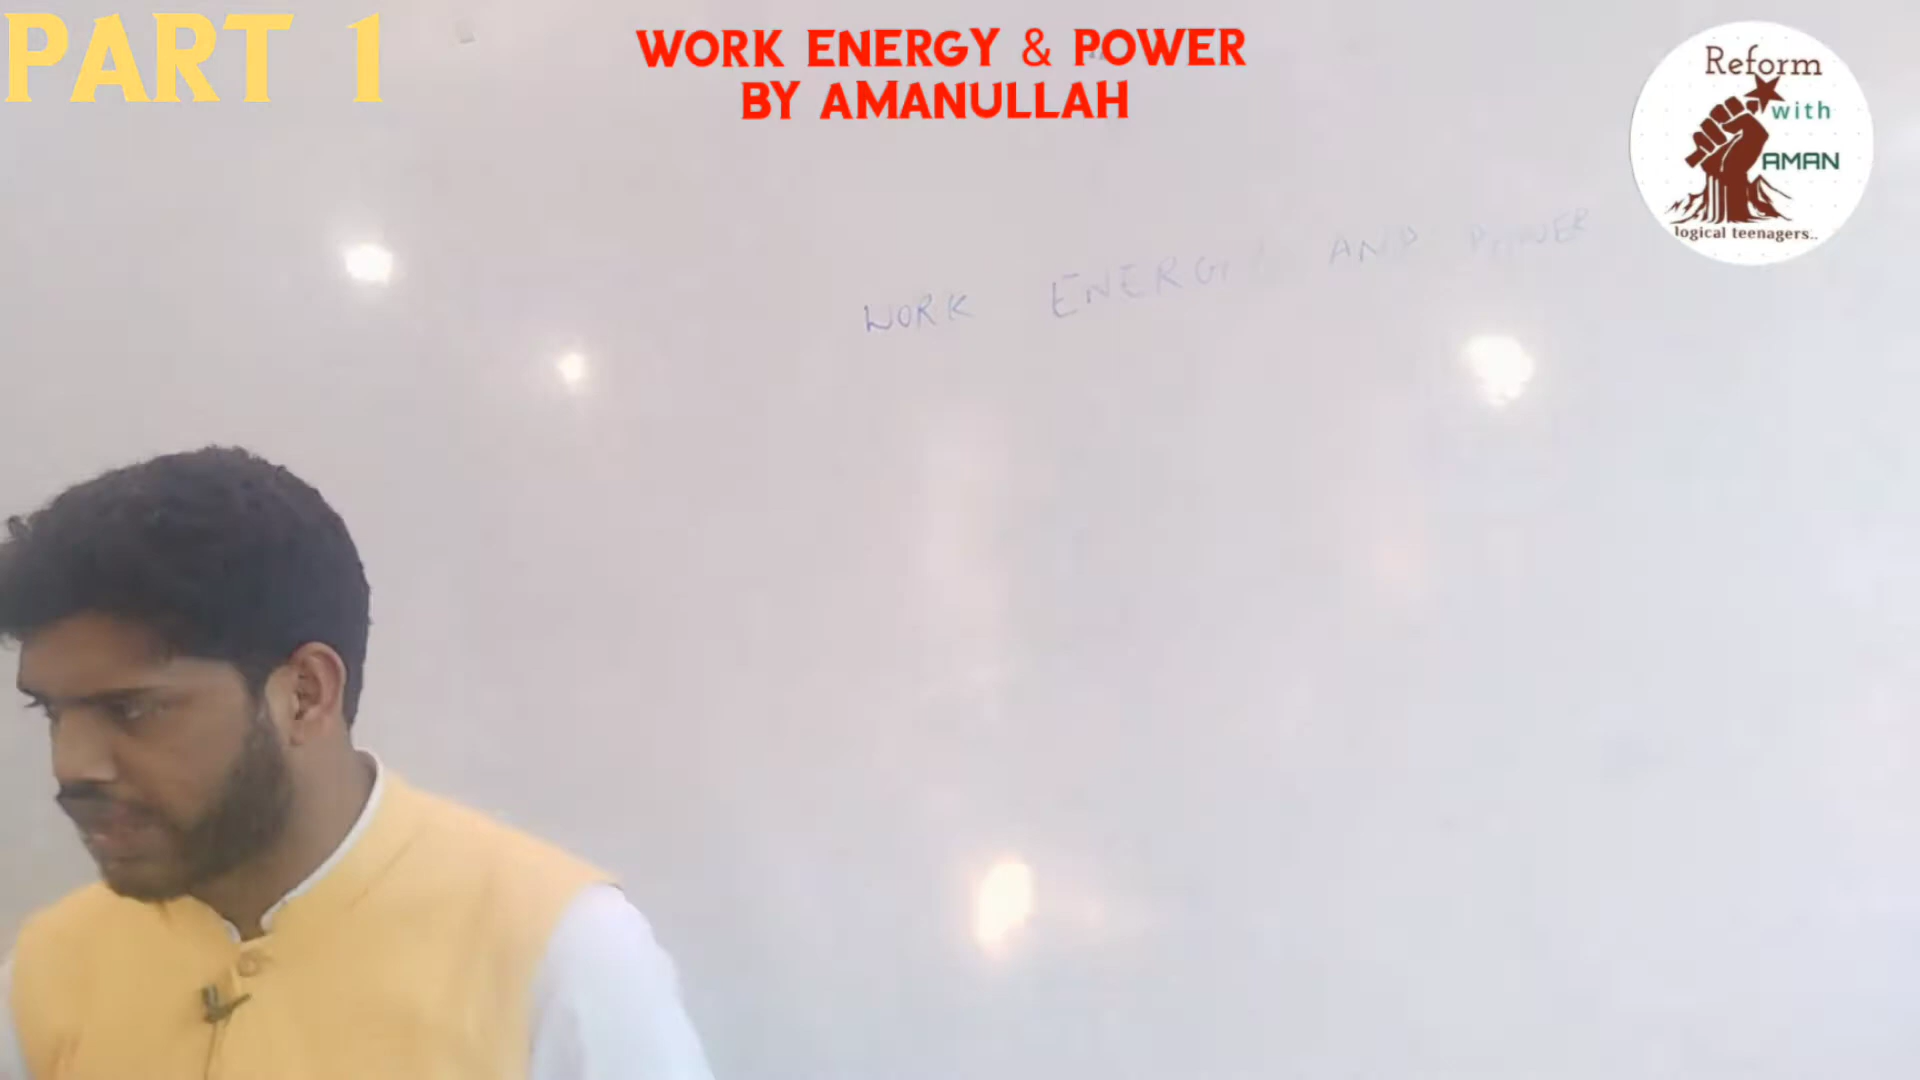 PART 1
WORK ENERGY & POWER
BY AMANULLAH
Reform
with
AMAN
logical teenagers..
WORK ENERGY AND POWER